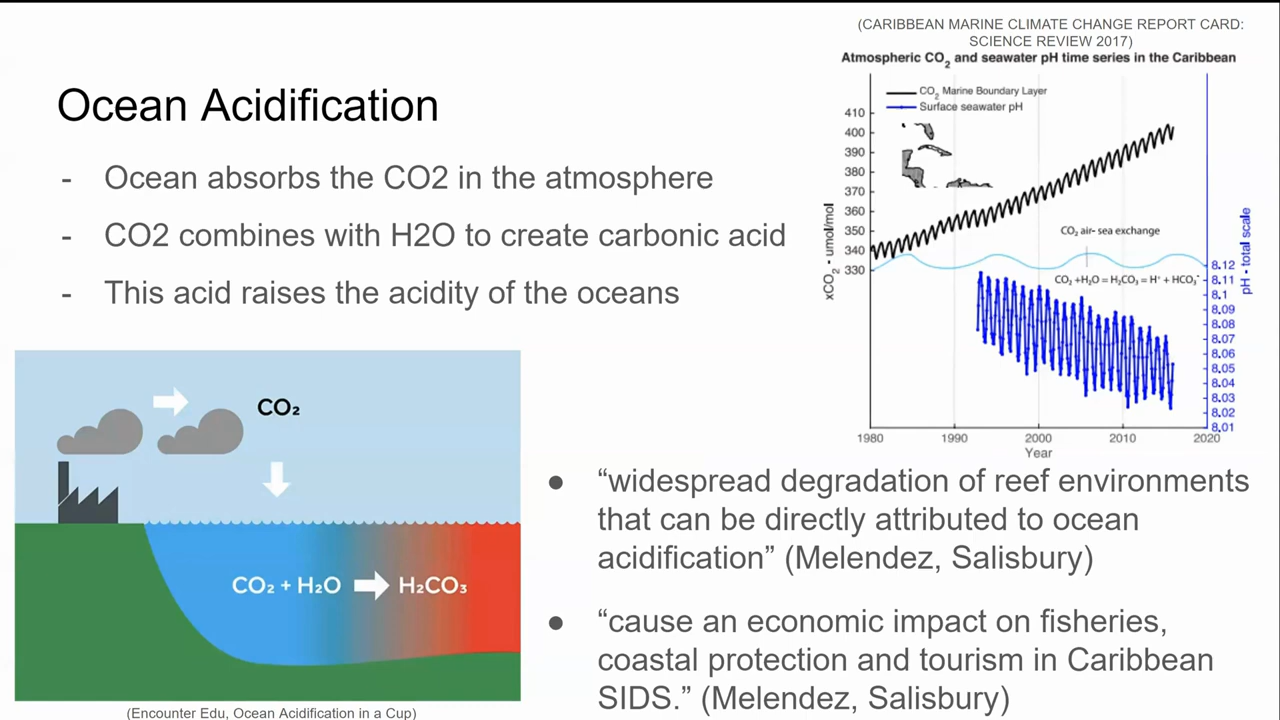 (CARIBBEAN MARINE CLIMATE CHANGE REPORT CARD:
SCIENCE REVIEW 2017)
Ocean Acidification
- Ocean absorbs the CO2 in the atmosphere
- CO2 combines with H2O to create carbonic acid
- This acid raises the acidity of the oceans
Atmospheric CO₂ and seawater pH time series in the Caribbean
CO₂ Marine Boundary Layer
Surface seawater pH
xCO₂ - umol/mol
410
400
390
380
370
360
350
340
330
CO₂ air-sea exchange
CO₂ +H₂O = H₂CO₃ = H⁺ + HCO₃⁻
pH - total scale
8.12
8.11
8.1
8.09
8.08
8.07
8.06
8.05
8.04
8.03
8.02
8.01
1980 1990 2000 2010 2020
Year
CO₂
CO₂ + H₂O H₂CO₃
(Encounter Edu, Ocean Acidification in a Cup)
● “widespread degradation of reef environments
that can be directly attributed to ocean
acidification” (Melendez, Salisbury)
● “cause an economic impact on fisheries,
coastal protection and tourism in Caribbean
SIDS.” (Melendez, Salisbury)